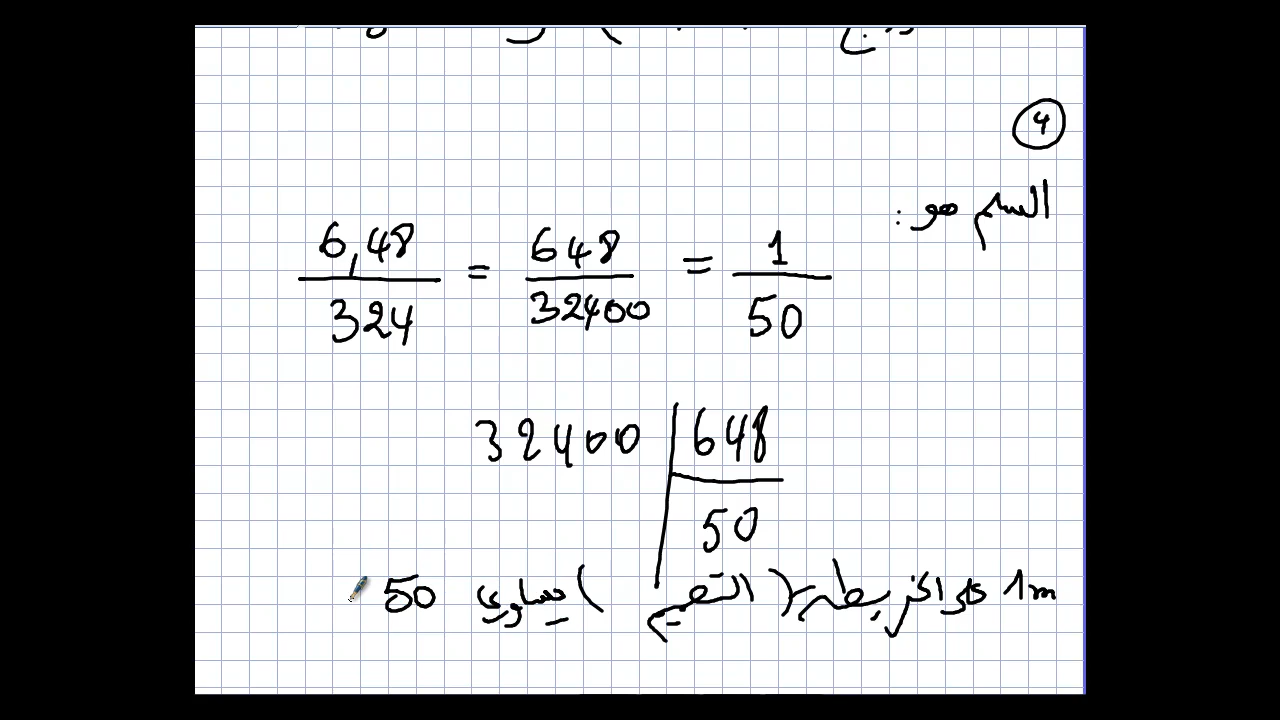 4
السلم هو :
6,48/324 = 648/32400 = 1/50
32400 | 648
50
1m على الخريطة (التصميم) يساوي 50